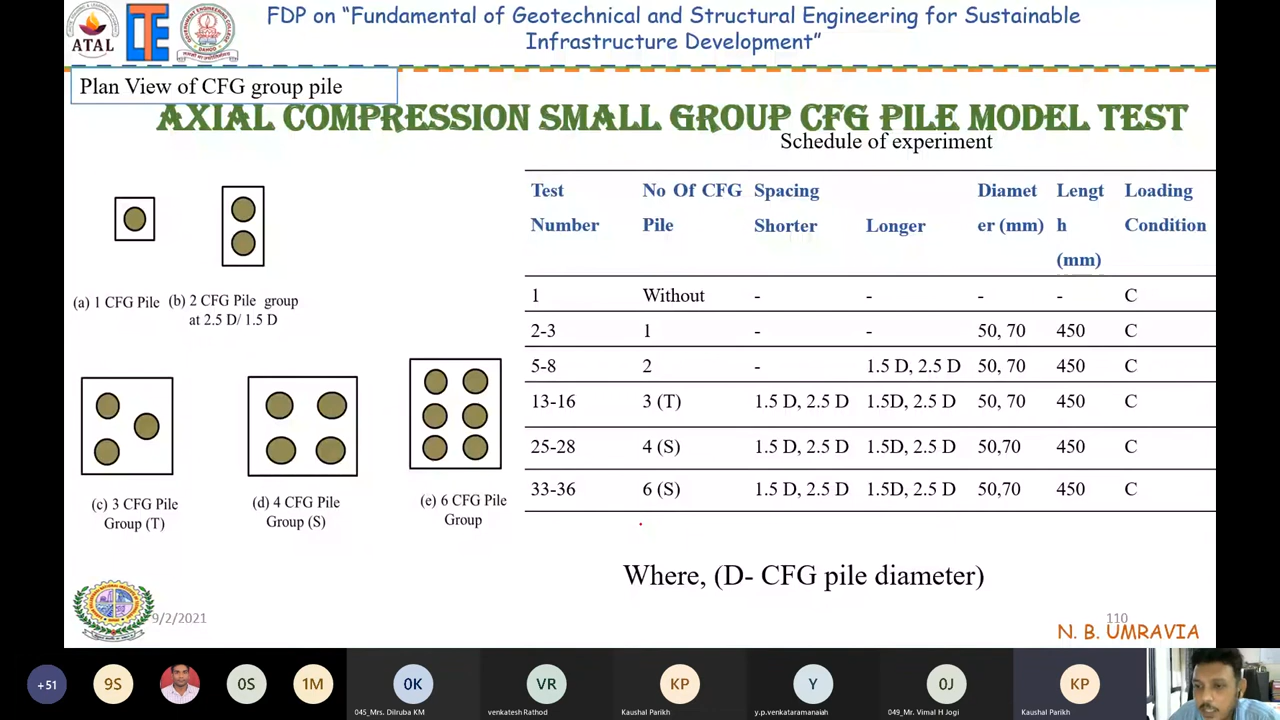 FDP on “Fundamental of Geotechnical and Structural Engineering for Sustainable
Infrastructure Development”
ATAL
Plan View of CFG group pile
AXIAL COMPRESSION SMALL GROUP CFG PILE MODEL TEST
Schedule of experiment
Test Number No Of CFG Pile Spacing Shorter Longer Diamet er (mm) Lengt h (mm) Loading Condition
1 Without - - - - C
2-3 1 - - 50, 70 450 C
5-8 2 - 1.5 D, 2.5 D 50, 70 450 C
13-16 3 (T) 1.5 D, 2.5 D 1.5D, 2.5 D 50, 70 450 C
25-28 4 (S) 1.5 D, 2.5 D 1.5D, 2.5 D 50,70 450 C
33-36 6 (S) 1.5 D, 2.5 D 1.5D, 2.5 D 50,70 450 C
(a) 1 CFG Pile
(b) 2 CFG Pile group
at 2.5 D/ 1.5 D
(c) 3 CFG Pile
Group (T)
(d) 4 CFG Pile
Group (S)
(e) 6 CFG Pile
Group
Where, (D- CFG pile diameter)
9/2/2021
110
N. B. UMRAVIA
+51 9S 0S 1M 0K VR KP Y 0J KP
045_Mrs. Dilruba KM venkatesh Rathod Kaushal Parikh y.p.venkataramanaiah 049_Mr. Vimal H Jogi Kaushal Parikh